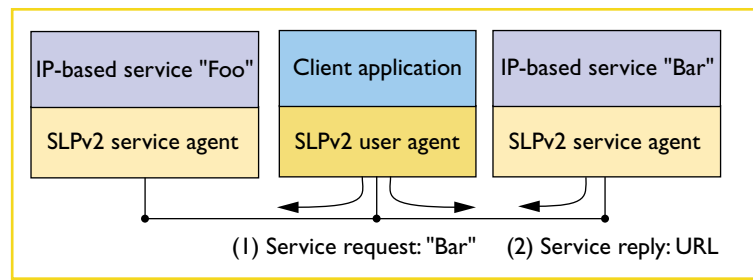 IP-based service "Foo"
SLPv2 service agent
Client application
SLPv2 user agent
IP-based service "Bar"
SLPv2 service agent
(1) Service request: "Bar"
(2) Service reply: URL